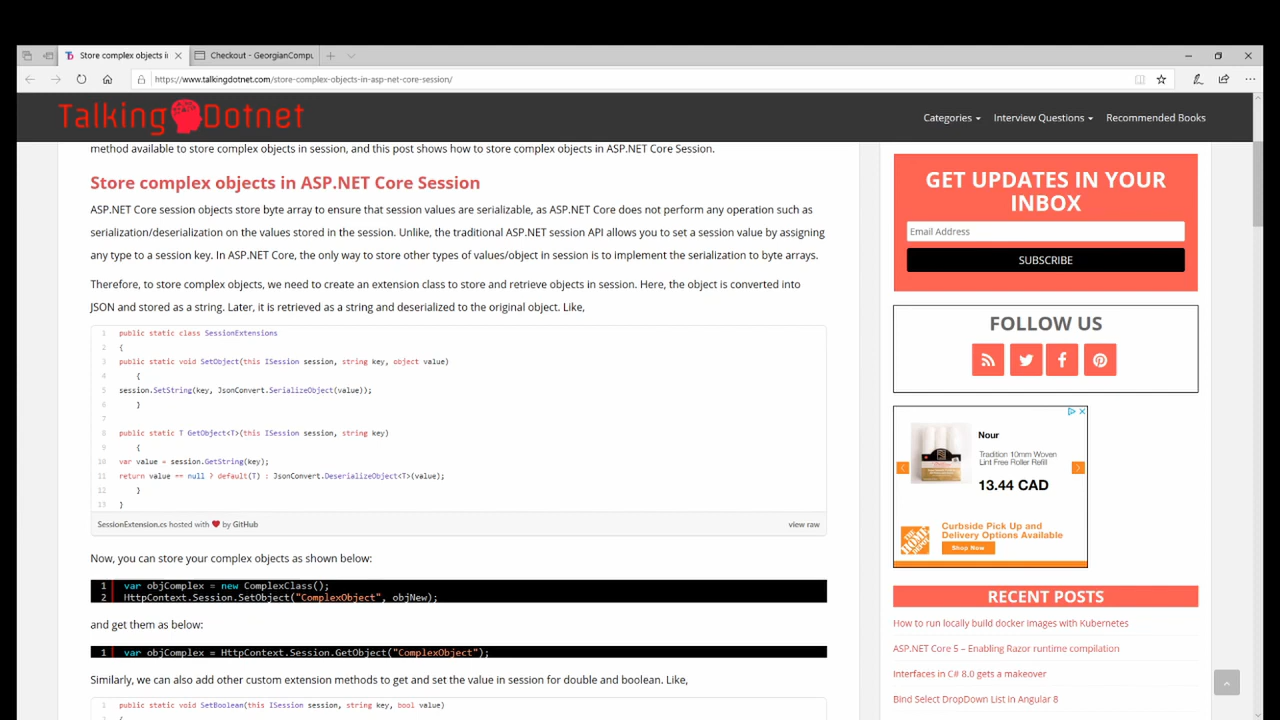 Store complex objects i
Checkout - GeorgianCompu
https://www.talkingdotnet.com/store-complex-objects-in-asp-net-core-session/
Talking Dotnet
Categories
Interview Questions
Recommended Books
method available to store complex objects in session, and this post shows how to store complex objects in ASP.NET Core Session.
Store complex objects in ASP.NET Core Session
ASP.NET Core session objects store byte array to ensure that session values are serializable, as ASP.NET Core does not perform any operation such as
serialization/deserialization on the values stored in the session. Unlike, the traditional ASP.NET session API allows you to set a session value by assigning
any type to a session key. In ASP.NET Core, the only way to store other types of values/object in session is to implement the serialization to byte arrays.
Therefore, to store complex objects, we need to create an extension class to store and retrieve objects in session. Here, the object is converted into
JSON and stored as a string. Later, it is retrieved as a string and deserialized to the original object. Like,
1 public static class SessionExtensions
2 {
3 public static void SetObject(this ISession session, string key, object value)
4 {
5 session.SetString(key, JsonConvert.SerializeObject(value));
6 }
7
8 public static T GetObject<T>(this ISession session, string key)
9 {
10 var value = session.GetString(key);
11 return value == null ? default(T) : JsonConvert.DeserializeObject<T>(value);
12 }
13 }
SessionExtension.cs hosted with ❤ by GitHub
view raw
Now, you can store your complex objects as shown below:
1 var objComplex = new ComplexClass();
2 HttpContext.Session.SetObject("ComplexObject", objNew);
and get them as below:
1 var objComplex = HttpContext.Session.GetObject("ComplexObject");
Similarly, we can also add other custom extension methods to get and set the value in session for double and boolean. Like,
1 public static void SetBoolean(this ISession session, string key, bool value)
2 {
GET UPDATES IN YOUR
INBOX
Email Address
SUBSCRIBE
FOLLOW US
Nour
Tradition 10mm Woven
Lint Free Roller Refill
13.44 CAD
THE HOME DEPOT
Curbside Pick Up and
Delivery Options Available
Shop Now
RECENT POSTS
How to run locally build docker images with Kubernetes
ASP.NET Core 5 – Enabling Razor runtime compilation
Interfaces in C# 8.0 gets a makeover
Bind Select DropDown List in Angular 8